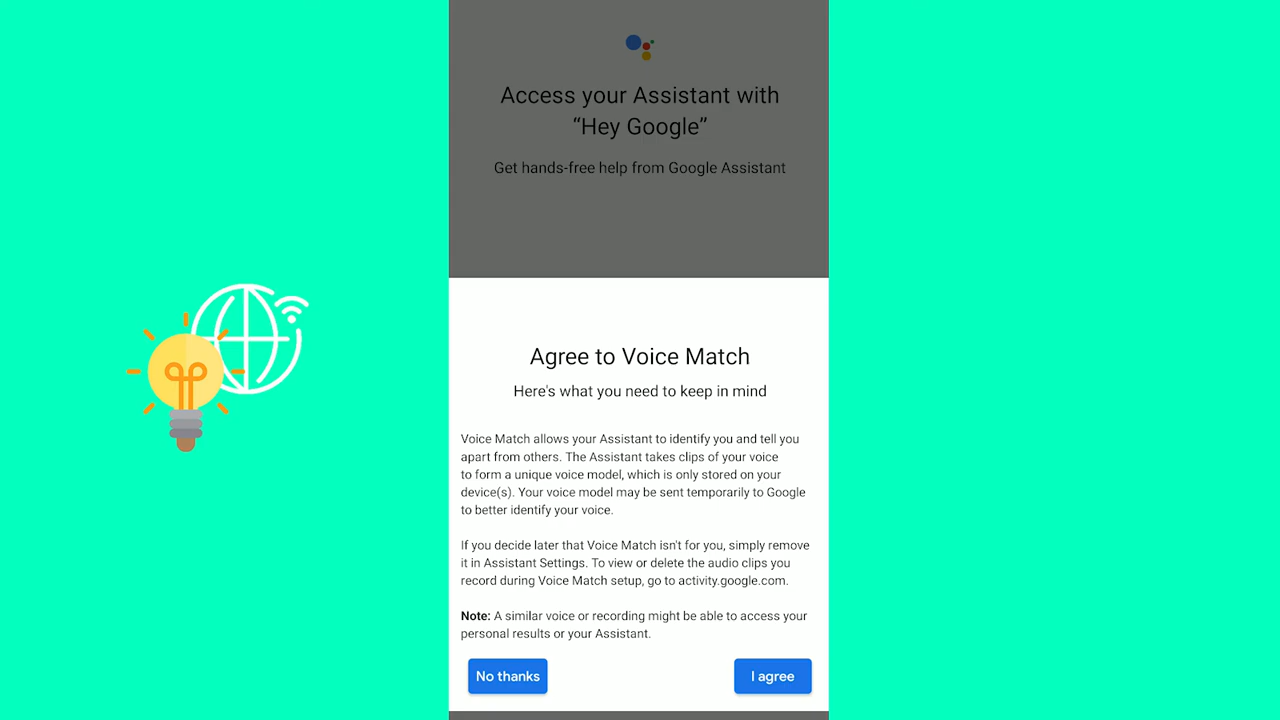 Access your Assistant with
“Hey Google”
Get hands-free help from Google Assistant
Agree to Voice Match
Here's what you need to keep in mind
Voice Match allows your Assistant to identify you and tell you
apart from others. The Assistant takes clips of your voice
to form a unique voice model, which is only stored on your
device(s). Your voice model may be sent temporarily to Google
to better identify your voice.
If you decide later that Voice Match isn't for you, simply remove
it in Assistant Settings. To view or delete the audio clips you
record during Voice Match setup, go to activity.google.com.
Note: A similar voice or recording might be able to access your
personal results or your Assistant.
No thanks
I agree